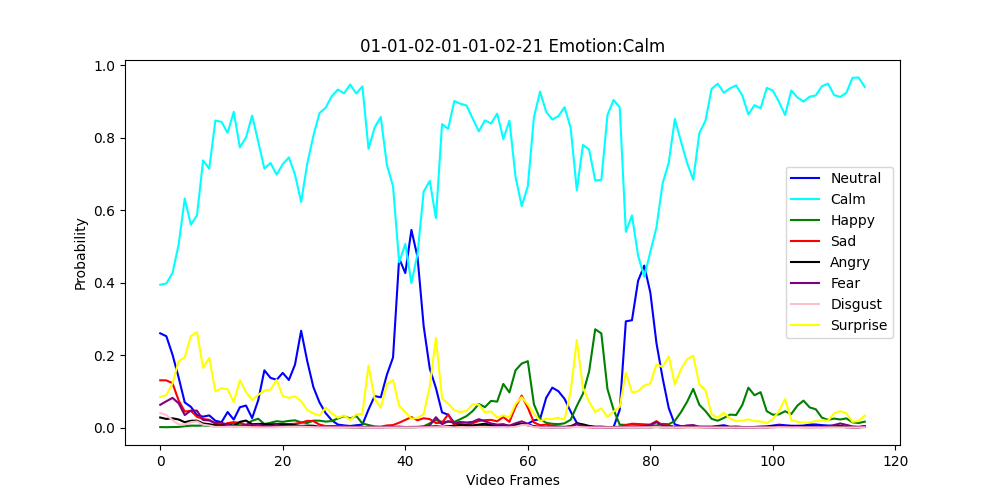 01-01-02-01-01-02-21 Emotion:Calm
1.0
0.8
0.6
0.4
0.2
0.0
Probability
Neutral
Calm
Happy
Sad
Angry
Fear
Disgust
Surprise
0 20 40 60 80 100 120
Video Frames